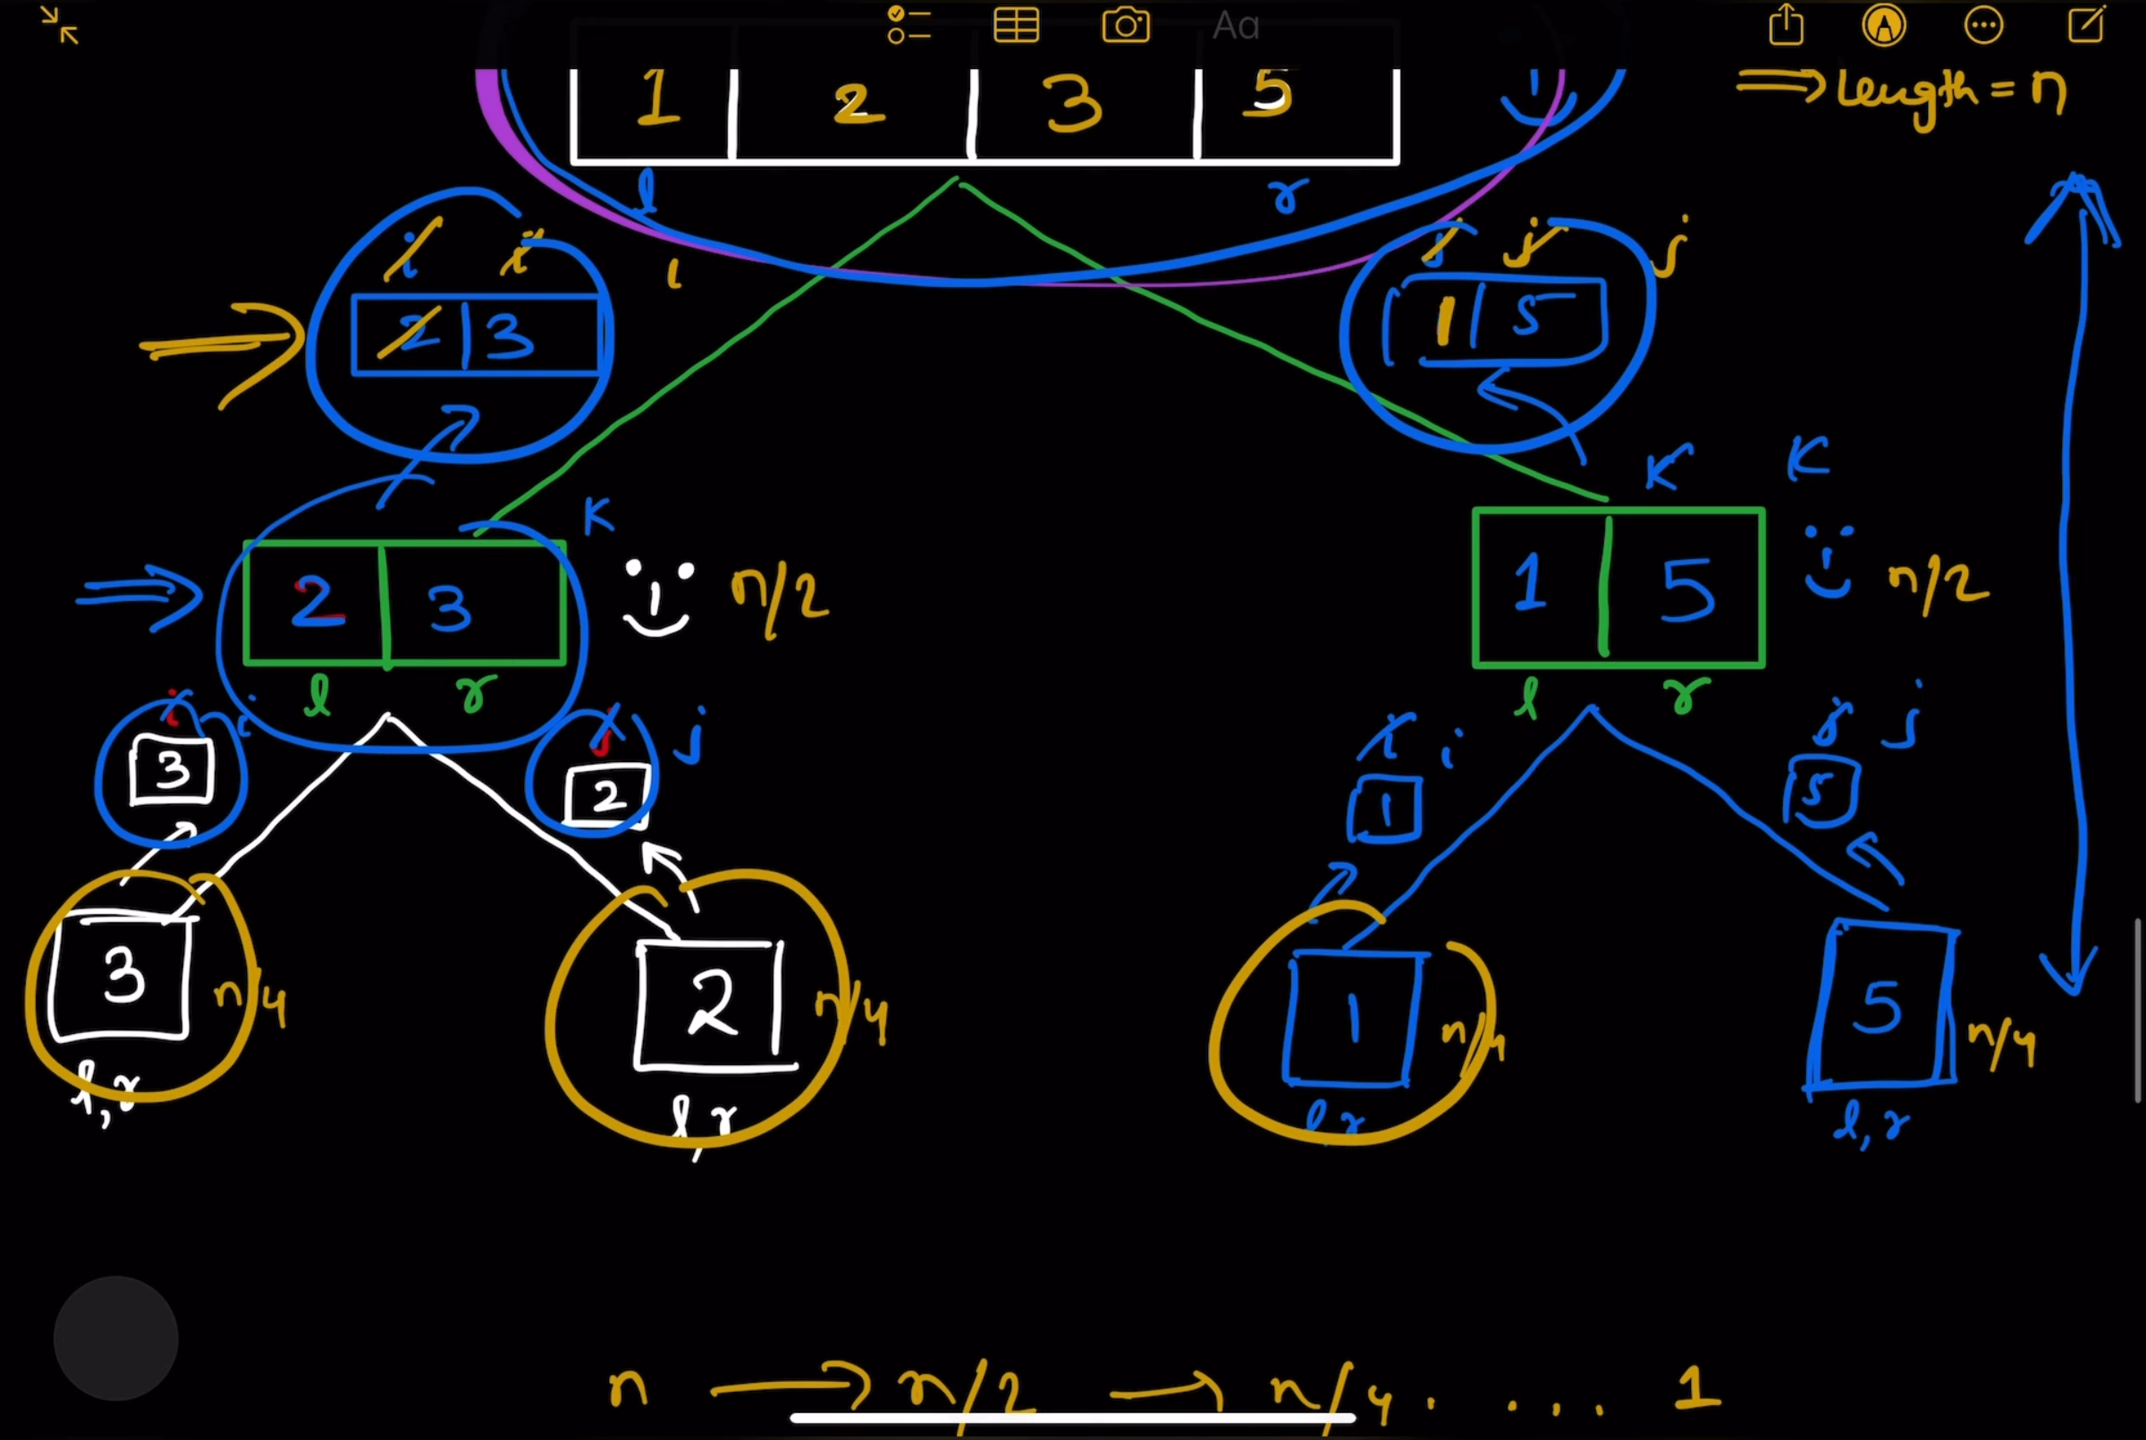 Aa
1 2 3 5
⟹ Length = n
l r
i i i j j j
2 3 1 5
K K K
2 3 n/2 1 5 n/2
l r l r
i i j j i i j j
3 2 1 5
3 n/4 2 n/4 1 n/4 5 n/4
l,r l,r l,r l,r
n → n/2 → n/4 . . . . . 1